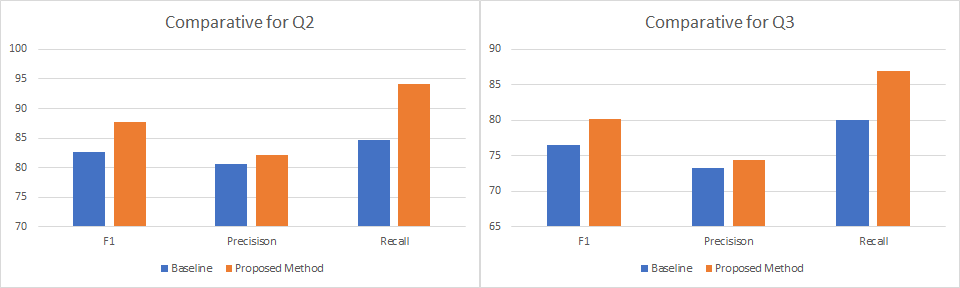 Comparative for Q2
100
95
90
85
80
75
70
F1
Precisison
Recall
Baseline
Proposed Method
Comparative for Q3
90
85
80
75
70
65
F1
Precisison
Recall
Baseline
Proposed Method